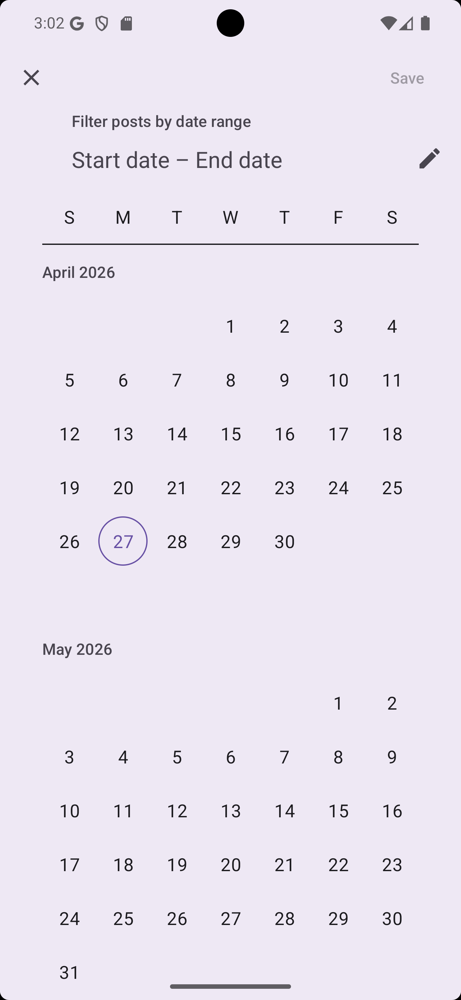 3:02
Save
Filter posts by date range
Start date – End date
S M T W T F S
April 2026
1 2 3 4
5 6 7 8 9 10 11
12 13 14 15 16 17 18
19 20 21 22 23 24 25
26 27 28 29 30
May 2026
1 2
3 4 5 6 7 8 9
10 11 12 13 14 15 16
17 18 19 20 21 22 23
24 25 26 27 28 29 30
31